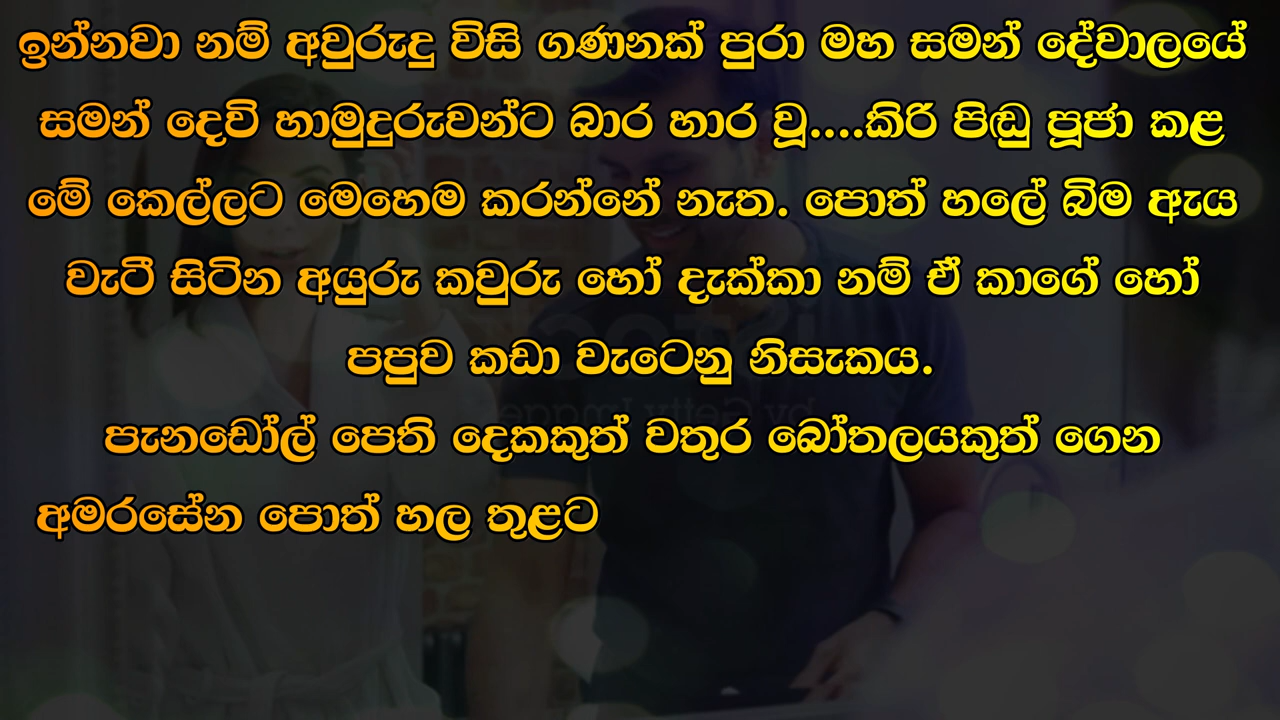 ඉන්නවා නම් අවුරුදු විසි ගණනක් පුරා මහ සමන් දේවාලයේ
සමන් දෙවි හාමුදුරුවන්ට බාර හාර වූ....කිරි පිඬු පූජා කළ
මේ කෙල්ලට මෙහෙම කරන්නේ නැත. පොත් හලේ බිම ඇය
වැටී සිටින අයුරු කවුරු හෝ දැක්කා නම් ඒ කාගේ හෝ
පපුව කඩා වැටෙනු නිසැකය.
පැනඩෝල් පෙති දෙකකුත් වතුර බෝතලයකුත් ගෙන
අමරසේන පොත් හල තුළට